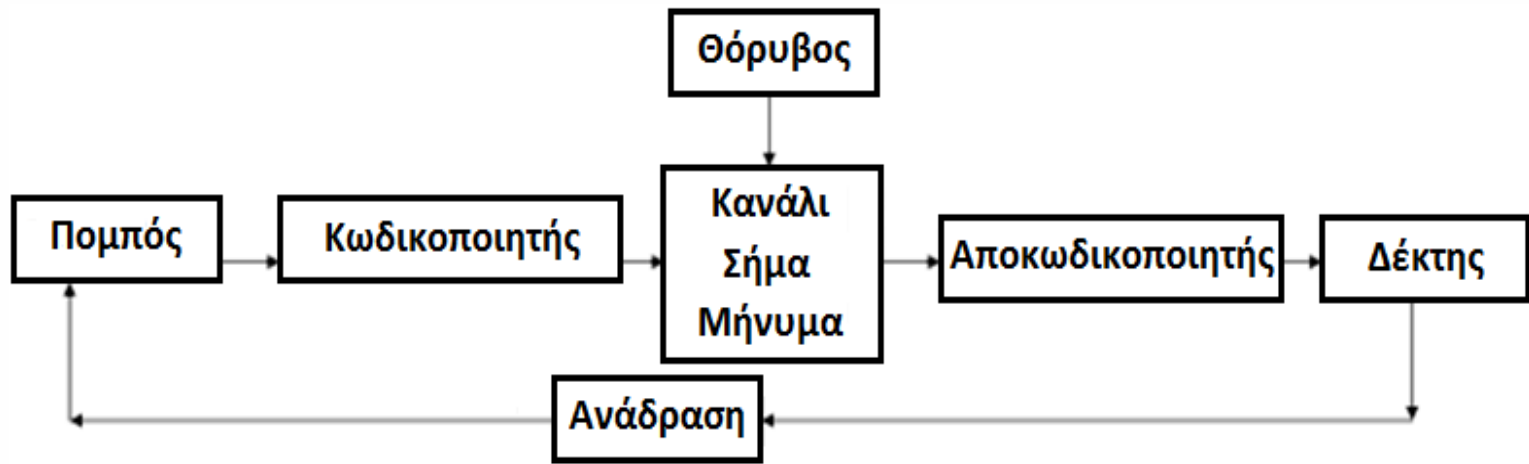 Θόρυβος
Πομπός
Κωδικοποιητής
Κανάλι
Σήμα
Μήνυμα
Αποκωδικοποιητής
Δέκτης
Ανάδραση